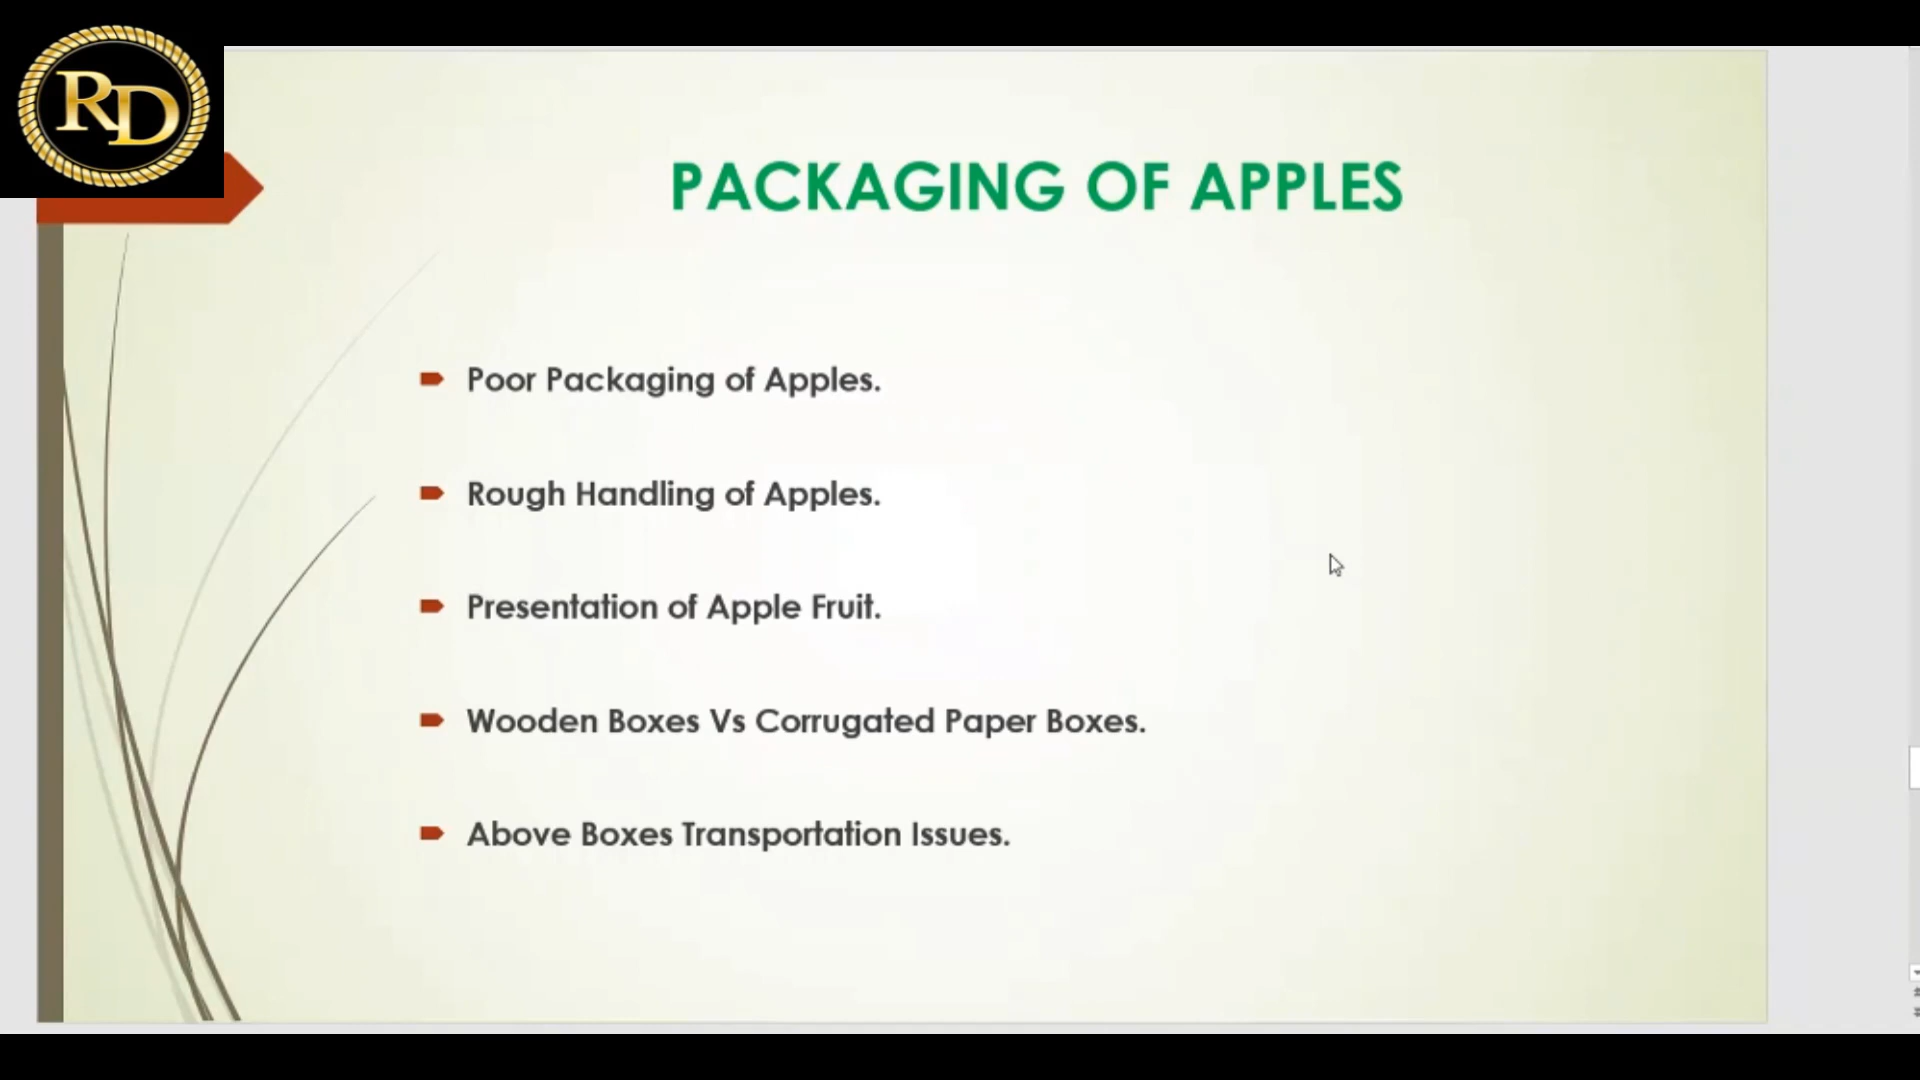 RD
PACKAGING OF APPLES
Poor Packaging of Apples.
Rough Handling of Apples.
Presentation of Apple Fruit.
Wooden Boxes Vs Corrugated Paper Boxes.
Above Boxes Transportation Issues.